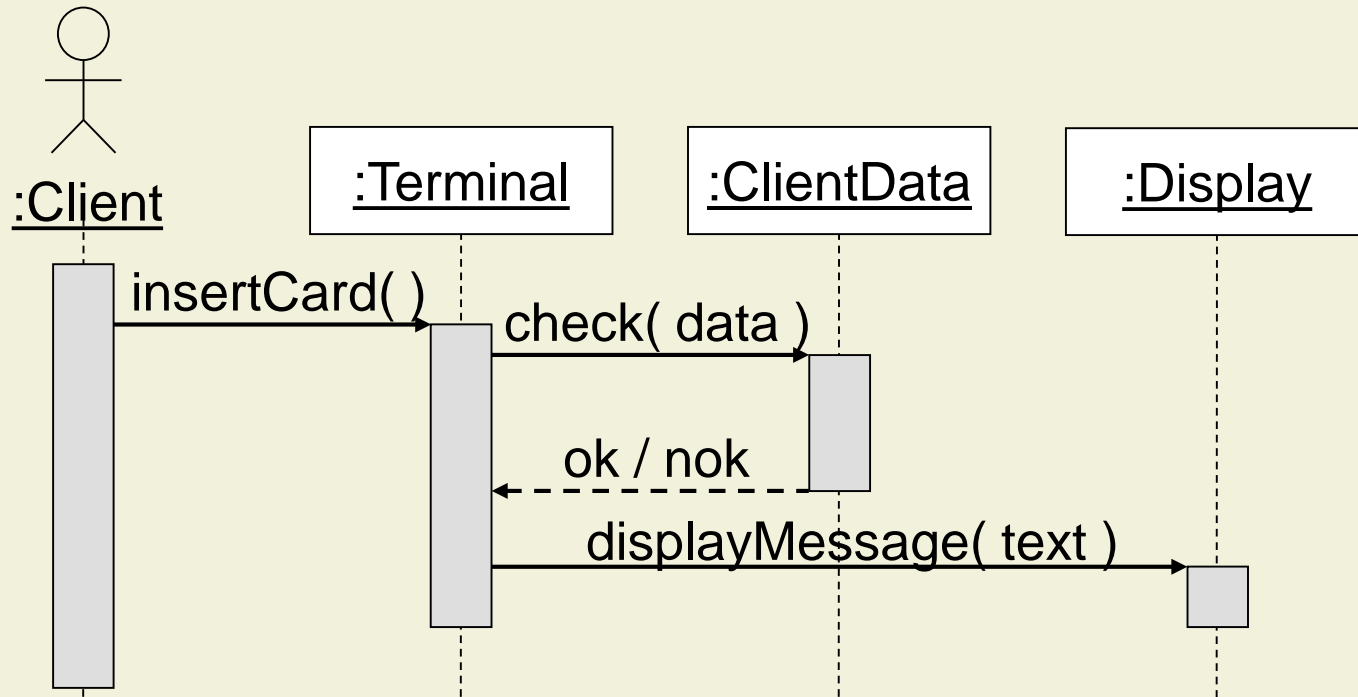 :Client
:Terminal
:ClientData
:Display
insertCard( )
check( data )
ok / nok
displayMessage( text )